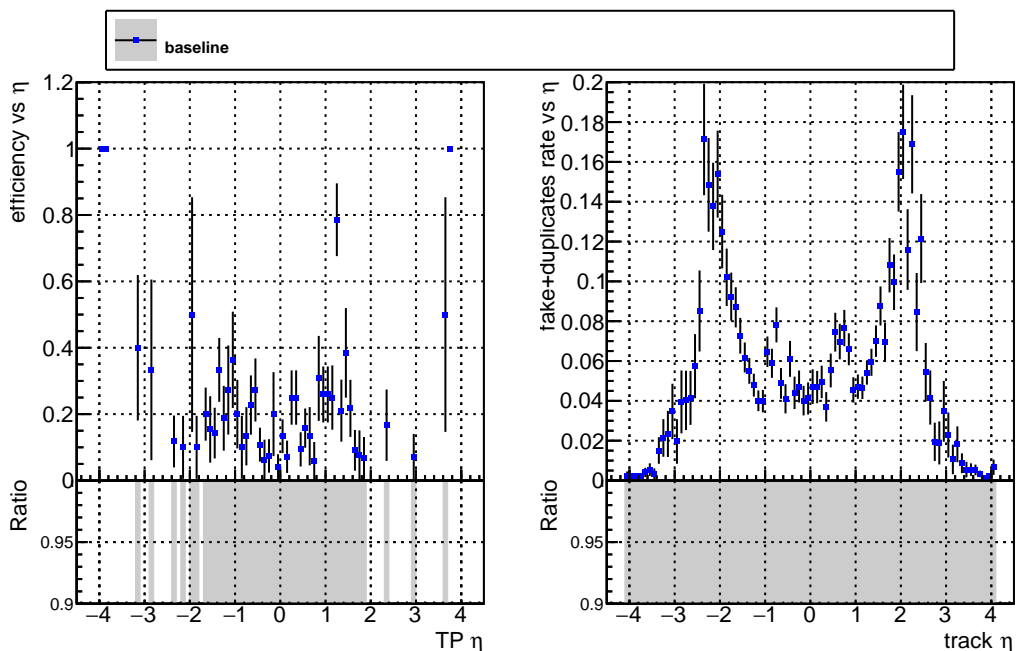 baseline
efficiency vs η
1.2
1
0.8
0.6
0.4
0.2
0
Ratio
0.95
0.9
−4 −3 −2 −1 0 1 2 3 4
TP η
fake+duplicates rate vs η
0.2
0.18
0.16
0.14
0.12
0.1
0.08
0.06
0.04
0.02
0
Ratio
0.95
0.9
−4 −3 −2 −1 0 1 2 3 4
track η